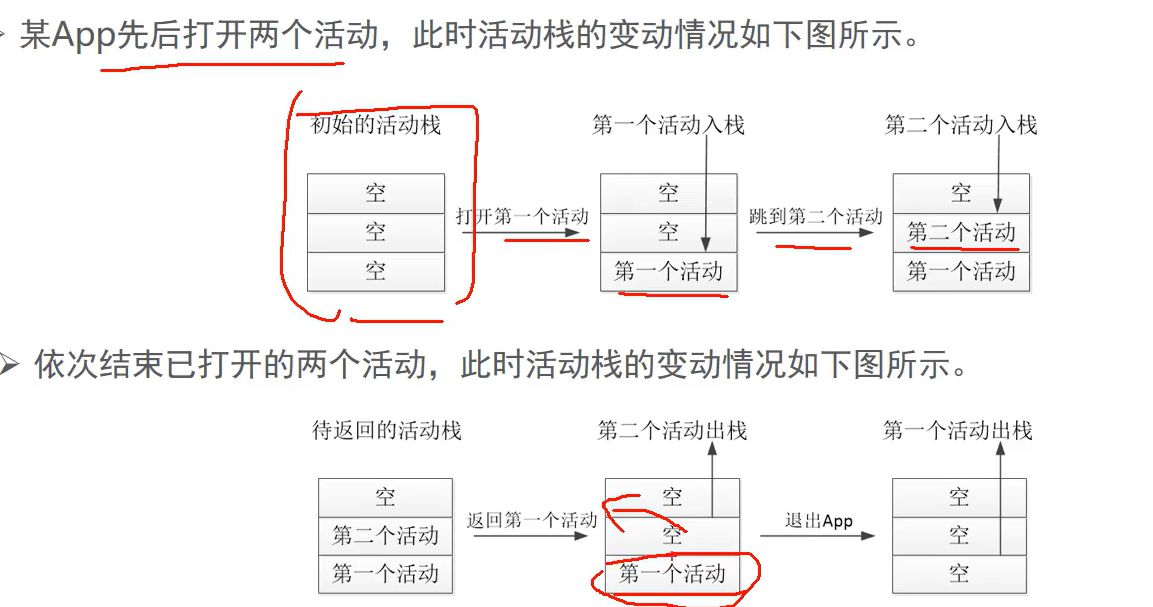 某App先后打开两个活动，此时活动栈的变动情况如下图所示。
初始的活动栈 第一个活动入栈 第二个活动入栈
空 空 空
打开第一个活动 跳到第二个活动
空 空 第二个活动
空 第一个活动 第一个活动
依次结束已打开的两个活动，此时活动栈的变动情况如下图所示。
待返回的活动栈 第二个活动出栈 第一个活动出栈
空 空 空
返回第一个活动 退出App
第二个活动 空 空
第一个活动 第一个活动 空